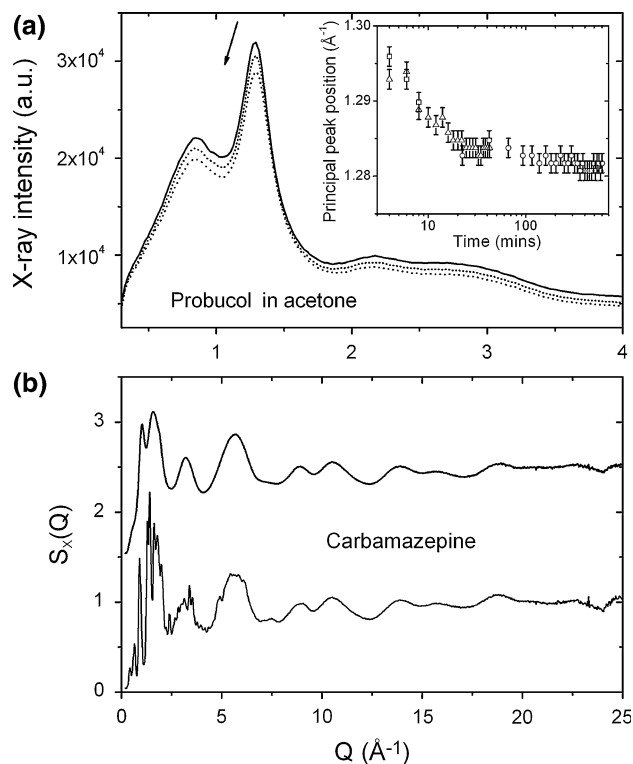 (a)
X-ray intensity (a.u.)
3x10⁴
2x10⁴
1x10⁴
Probucol in acetone
1 2 3 4
Principal peak position (Å⁻¹)
1.30
1.29
1.28
10 100
Time (mins)
(b)
Sx(Q)
3
2
1
0
Carbamazepine
0 5 10 15 20 25
Q (Å⁻¹)